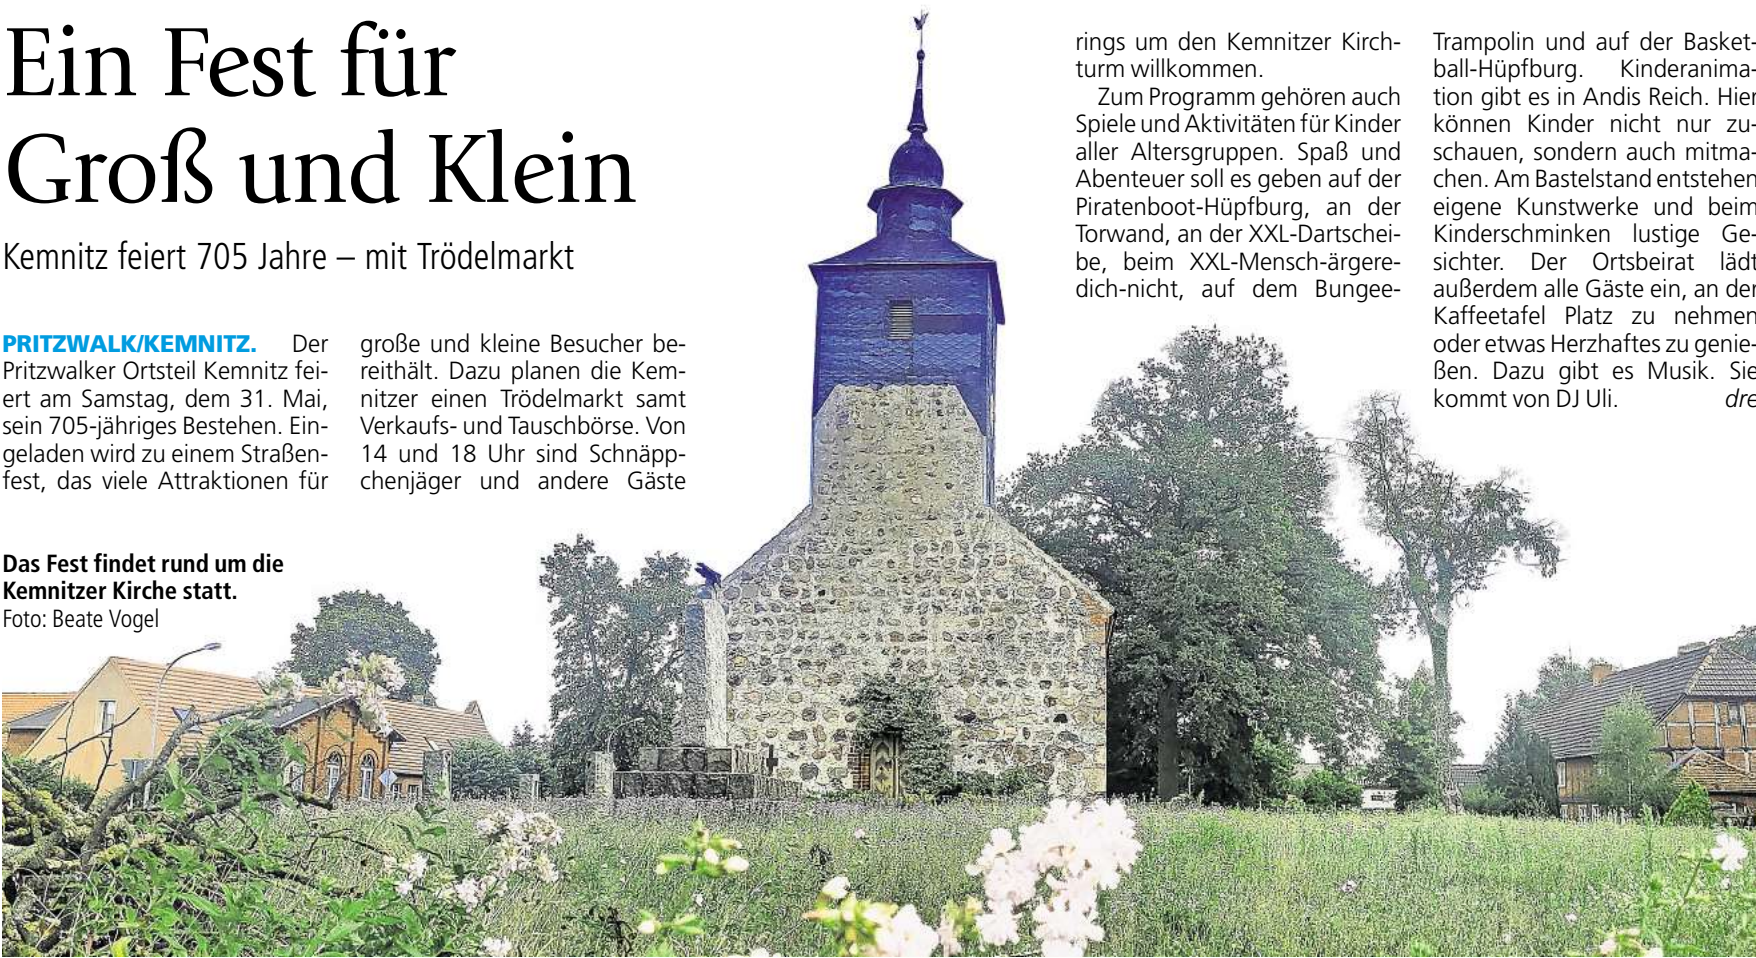 Ein Fest für
Groß und Klein
Kemnitz feiert 705 Jahre – mit Trödelmarkt
PRITZWALK/KEMNITZ. Der
Pritzwalker Ortsteil Kemnitz fei-
ert am Samstag, dem 31. Mai,
sein 705-jähriges Bestehen. Ein-
geladen wird zu einem Straßen-
fest, das viele Attraktionen für
große und kleine Besucher be-
reithält. Dazu planen die Kem-
nitzer einen Trödelmarkt samt
Verkaufs- und Tauschbörse. Von
14 und 18 Uhr sind Schnäpp-
chenjäger und andere Gäste
rings um den Kemnitzer Kirch-
turm willkommen.
Zum Programm gehören auch
Spiele und Aktivitäten für Kinder
aller Altersgruppen. Spaß und
Abenteuer soll es geben auf der
Piratenboot-Hüpfburg, an der
Torwand, an der XXL-Dartschei-
be, beim XXL-Mensch-ärgere-
dich-nicht, auf dem Bungee-
Trampolin und auf der Basket-
ball-Hüpfburg. Kinderanima-
tion gibt es in Andis Reich. Hier
können Kinder nicht nur zu-
schauen, sondern auch mitma-
chen. Am Bastelstand entstehen
eigene Kunstwerke und beim
Kinderschminken lustige Ge-
sichter. Der Ortsbeirat lädt
außerdem alle Gäste ein, an der
Kaffeetafel Platz zu nehmen
oder etwas Herzhaftes zu genie-
ßen. Dazu gibt es Musik. Sie
kommt von DJ Uli. dre
Das Fest findet rund um die
Kemnitzer Kirche statt.
Foto: Beate Vogel